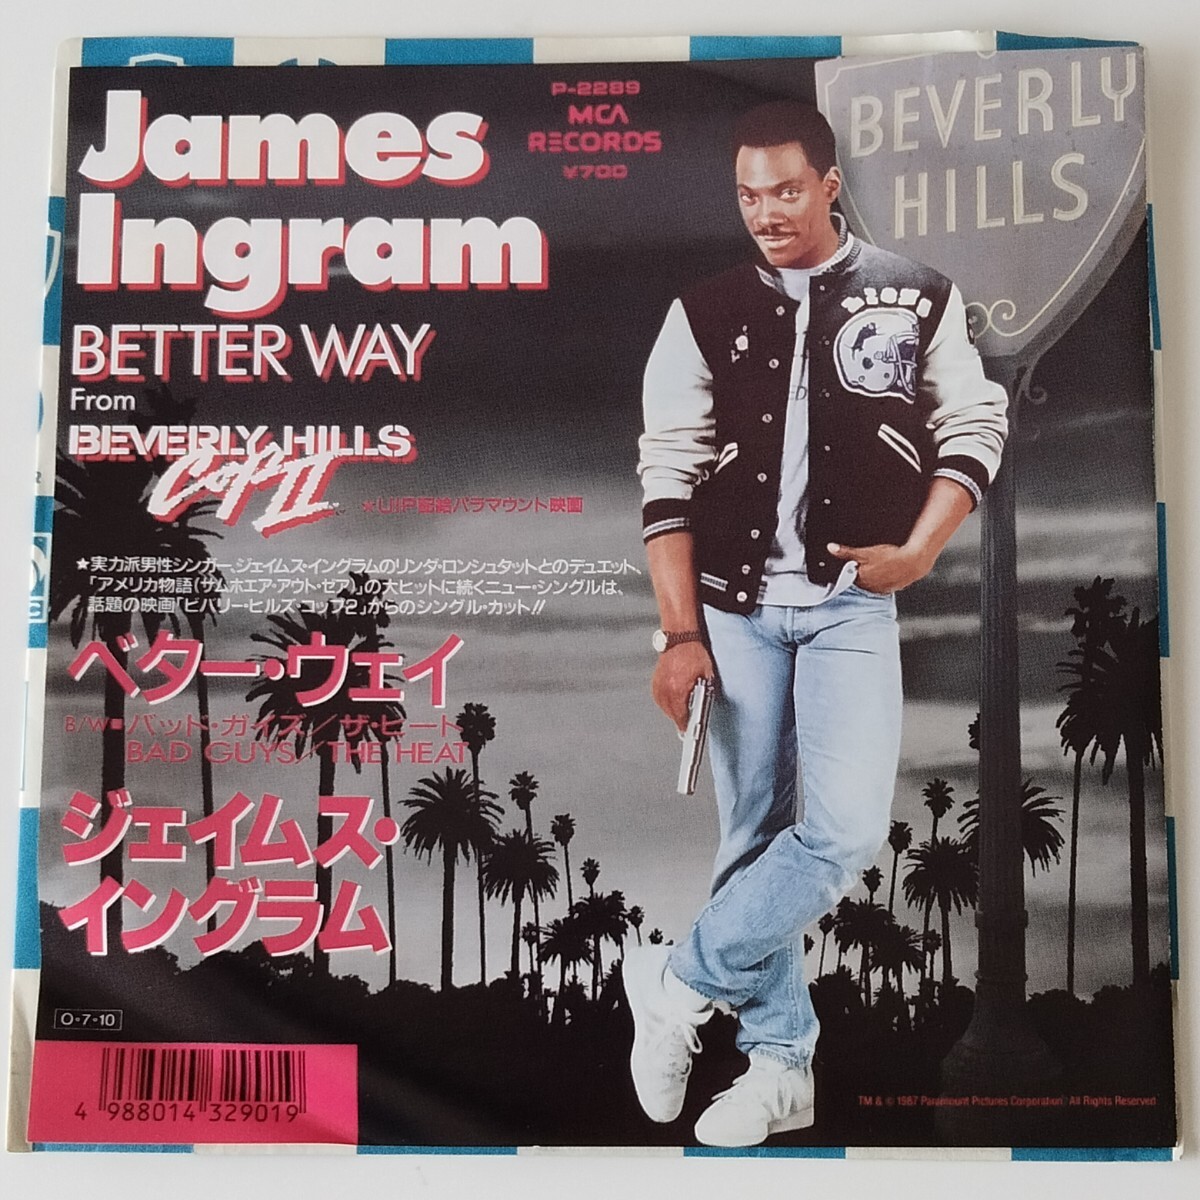 James
Ingram
BETTER WAY
From
BEVERLY HILLS
COP II
※UIP配給パラマウント映画
P-2289
MCA
RECORDS
¥700
BEVERLY
HILLS
★実力派男性シンガー、ジェイムス・イングラムのリンダ・ロンシュタットとのデュエット、
「アメリカ物語(サムホエア・アウト・ゼア)」の大ヒットに続くニュー・シングルは、
話題の映画「ビバリー・ヒルズ・コップ2」からのシングル・カット!!
ベター・ウェイ
B/W■バッド・ガイズ/ザ・ヒート
BAD GUYS/THE HEAT
ジェイムス・
イングラム
O-7-10
4 988014 329019
TM & © 1987 Paramount Pictures Corporation. All Rights Reserved